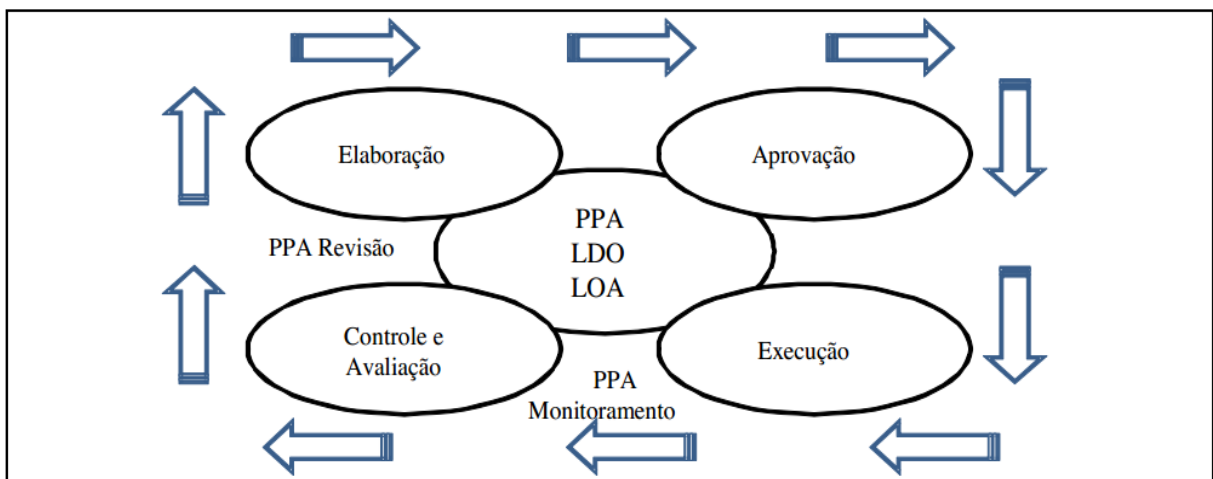 Elaboração
Aprovação
PPA
LDO
LOA
PPA Revisão
Controle e
Avaliação
Execução
PPA
Monitoramento